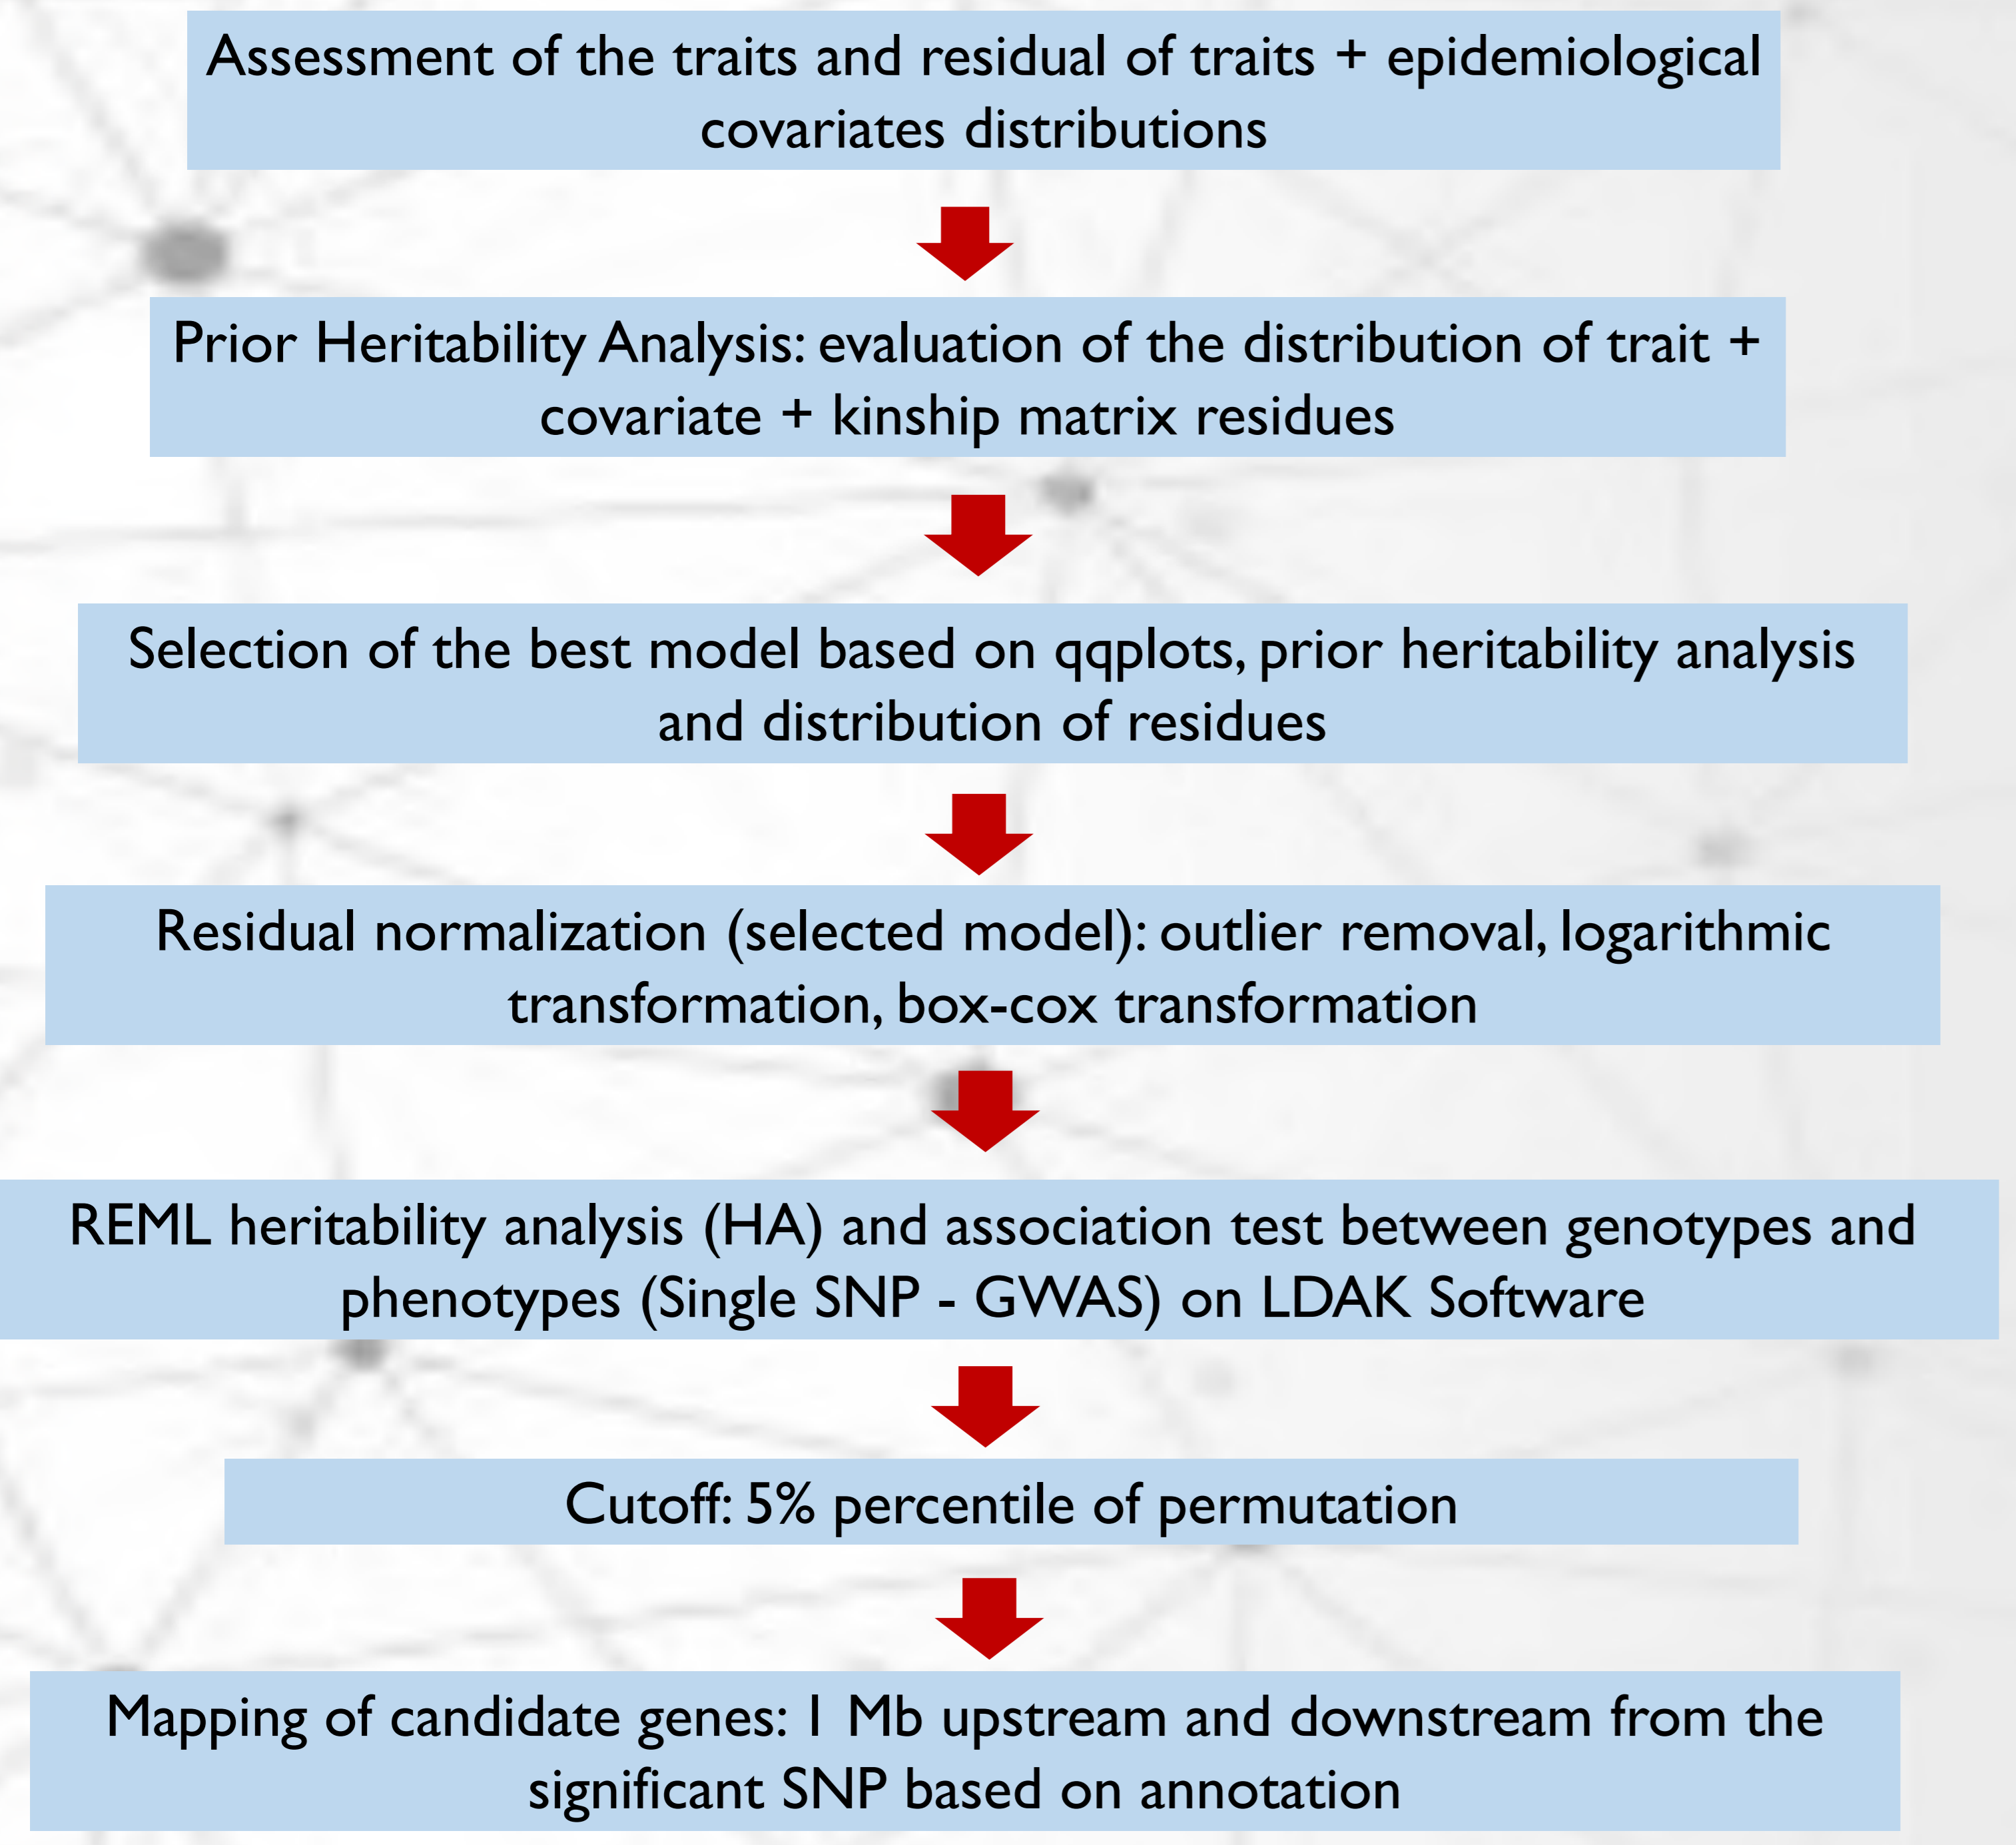 Assessment of the traits and residual of traits + epidemiological
covariates distributions
Prior Heritability Analysis: evaluation of the distribution of trait +
covariate + kinship matrix residues
Selection of the best model based on qqplots, prior heritability analysis
and distribution of residues
Residual normalization (selected model): outlier removal, logarithmic
transformation, box-cox transformation
REML heritability analysis (HA) and association test between genotypes and
phenotypes (Single SNP - GWAS) on LDAK Software
Cutoff: 5% percentile of permutation
Mapping of candidate genes: 1 Mb upstream and downstream from the
significant SNP based on annotation